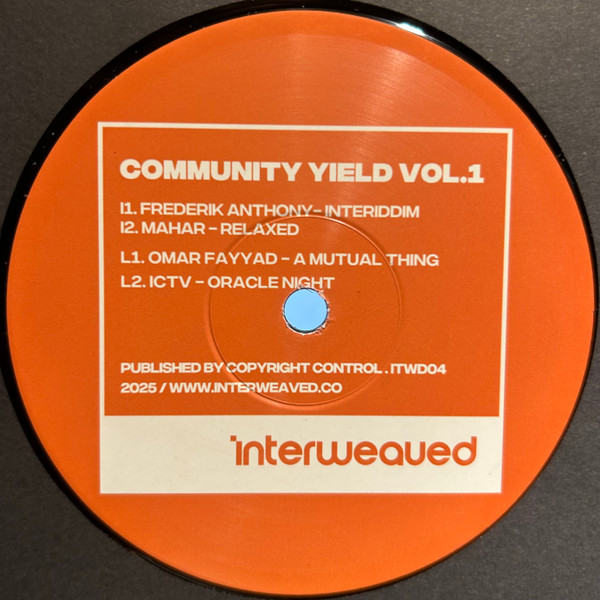 COMMUNITY YIELD VOL.1
I1. FREDERIK ANTHONY- INTERIDDIM
I2. MAHAR - RELAXED
L1. OMAR FAYYAD - A MUTUAL THING
L2. ICTV - ORACLE NIGHT
PUBLISHED BY COPYRIGHT CONTROL . ITWD04
2025 / WWW.INTERWEAVED.CO
interweaved